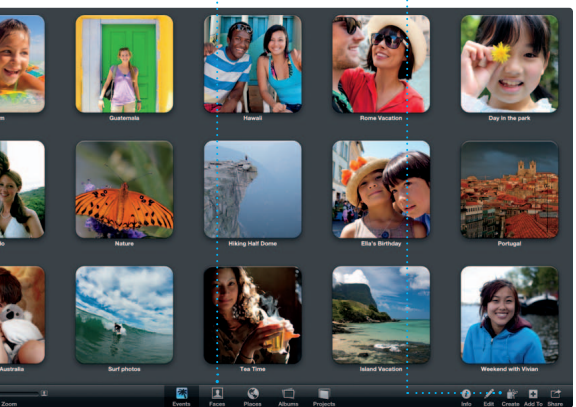 m
Guatemala
Hawaii
Rome Vacation
Day in the park
lo
Nature
Hiking Half Dome
Ella's Birthday
Portugal
Australia
Surf photos
Tea Time
Island Vacation
Weekend with Vivian
Zoom
Events
Faces
Places
Albums
Projects
Info
Edit
Create
Add To
Share